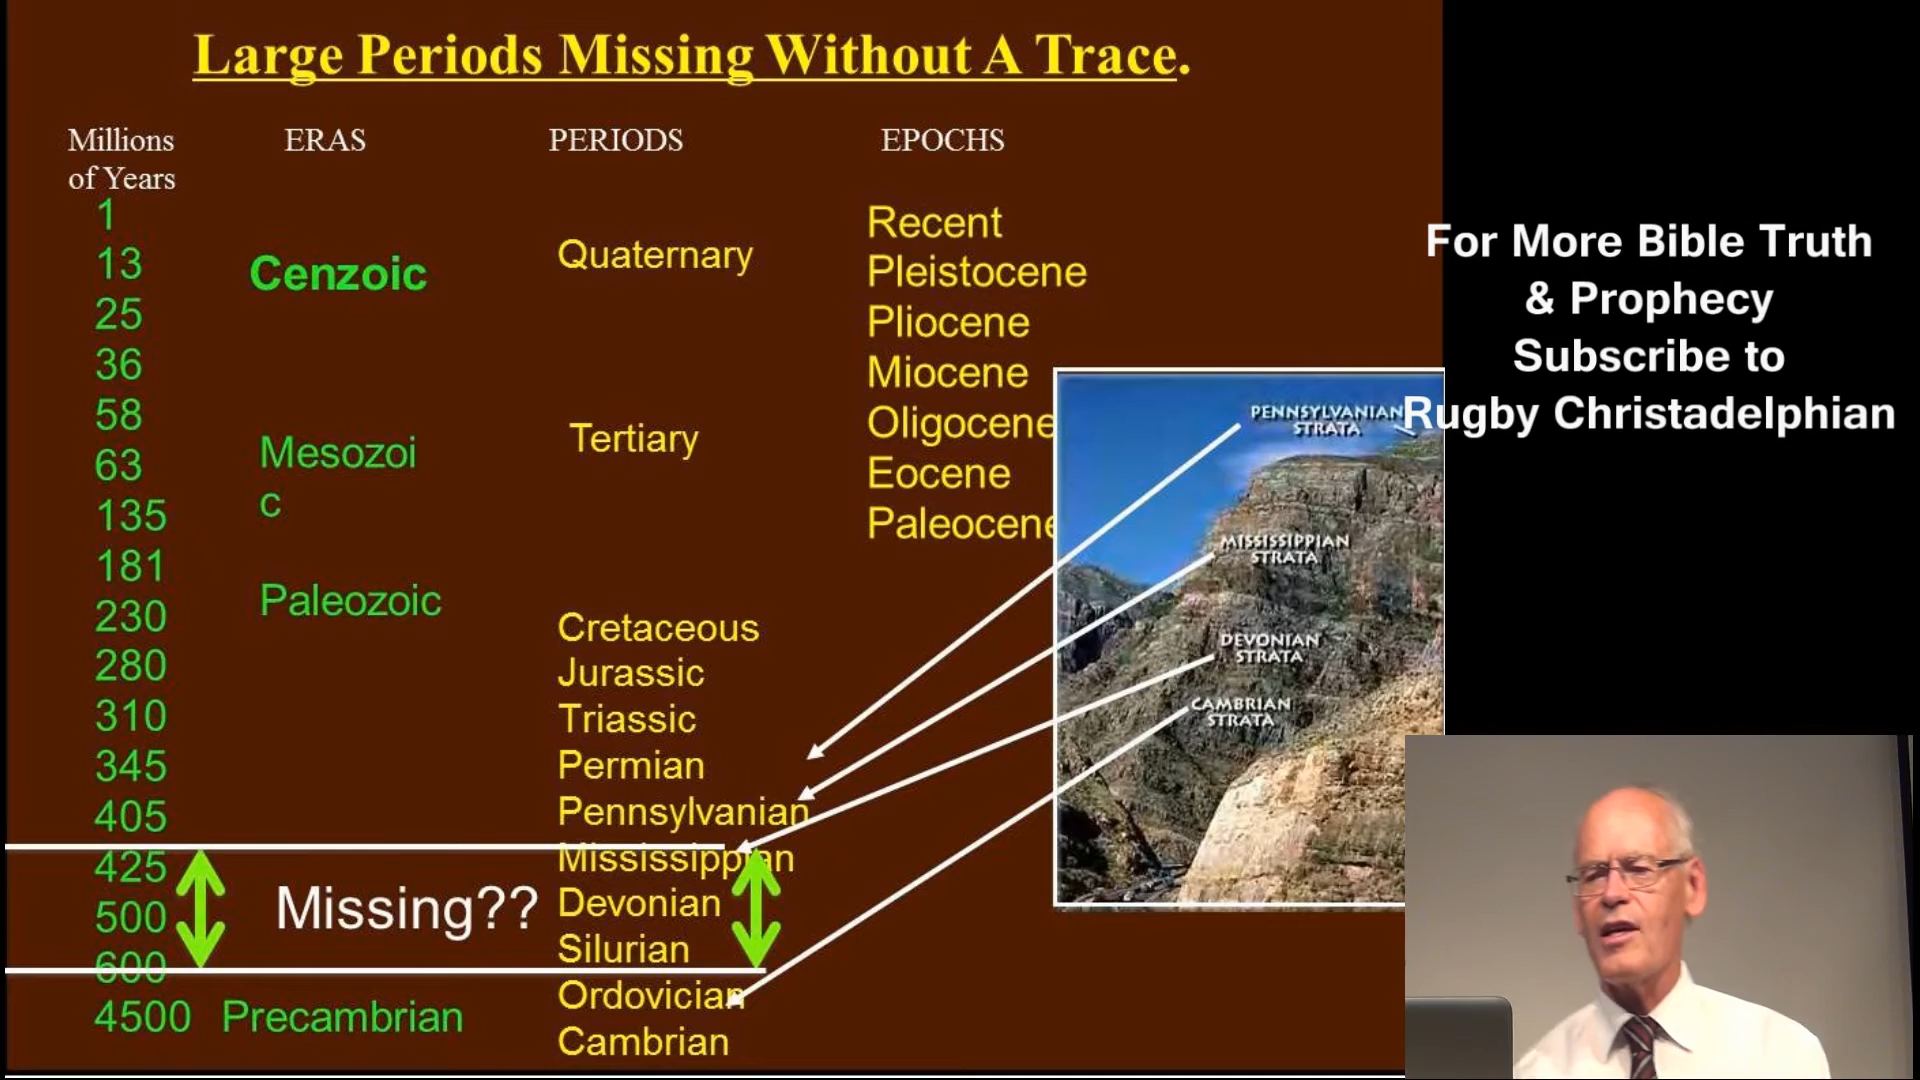 Large Periods Missing Without A Trace.
Millions
of Years
ERAS
PERIODS
EPOCHS
1
13
25
36
58
63
135
181
230
280
310
345
405
425
500
600
4500
Cenzoic
Mesozoi
c
Paleozoic
Missing??
Precambrian
Quaternary
Tertiary
Cretaceous
Jurassic
Triassic
Permian
Pennsylvanian
Mississippian
Devonian
Silurian
Ordovician
Cambrian
Recent
Pleistocene
Pliocene
Miocene
Oligocene
Eocene
Paleocene
PENNSYLVANIAN
STRATA
MISSISSIPPIAN
STRATA
DEVONIAN
STRATA
CAMBRIAN
STRATA
For More Bible Truth
& Prophecy
Subscribe to
Rugby Christadelphian